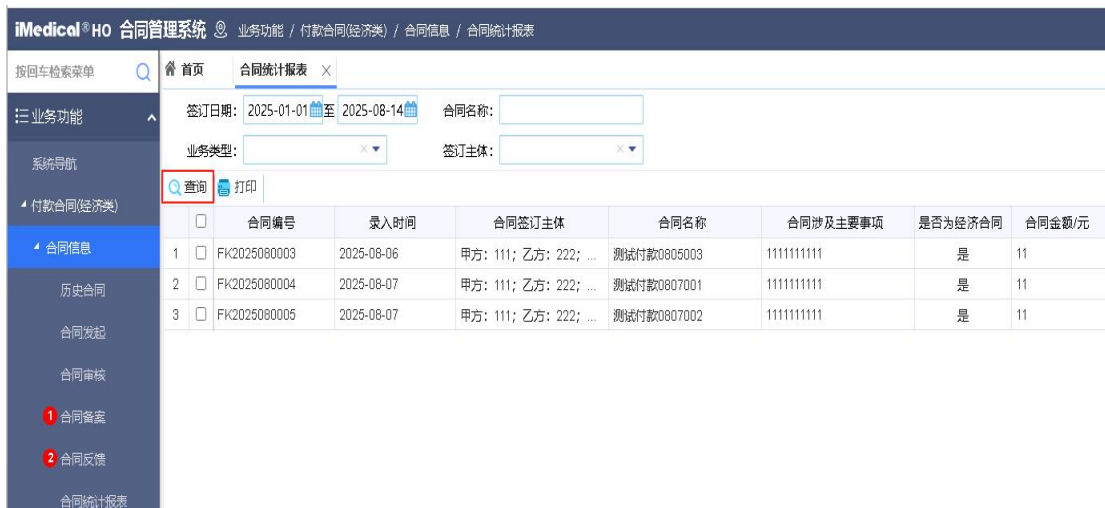 iMedical®HO 合同管理系统 业务功能 / 付款合同(经济类) / 合同信息 / 合同统计报表
按回车检索菜单
首页 合同统计报表 ×
业务功能
签订日期: 2025-01-01 至 2025-08-14 合同名称:
业务类型: × 签订主体: ×
系统导航
查询 打印
付款合同(经济类)
合同编号 录入时间 合同签订主体 合同名称 合同涉及主要事项 是否为经济合同 合同金额/元
合同信息
1 FK2025080003 2025-08-06 甲方: 111; 乙方: 222; ... 测试付款0805003 1111111111 是 11
2 FK2025080004 2025-08-07 甲方: 111; 乙方: 222; ... 测试付款0807001 1111111111 是 11
历史合同
3 FK2025080005 2025-08-07 甲方: 111; 乙方: 222; ... 测试付款0807002 1111111111 是 11
合同发起
合同审核
1 合同备案
2 合同反馈
合同统计报表